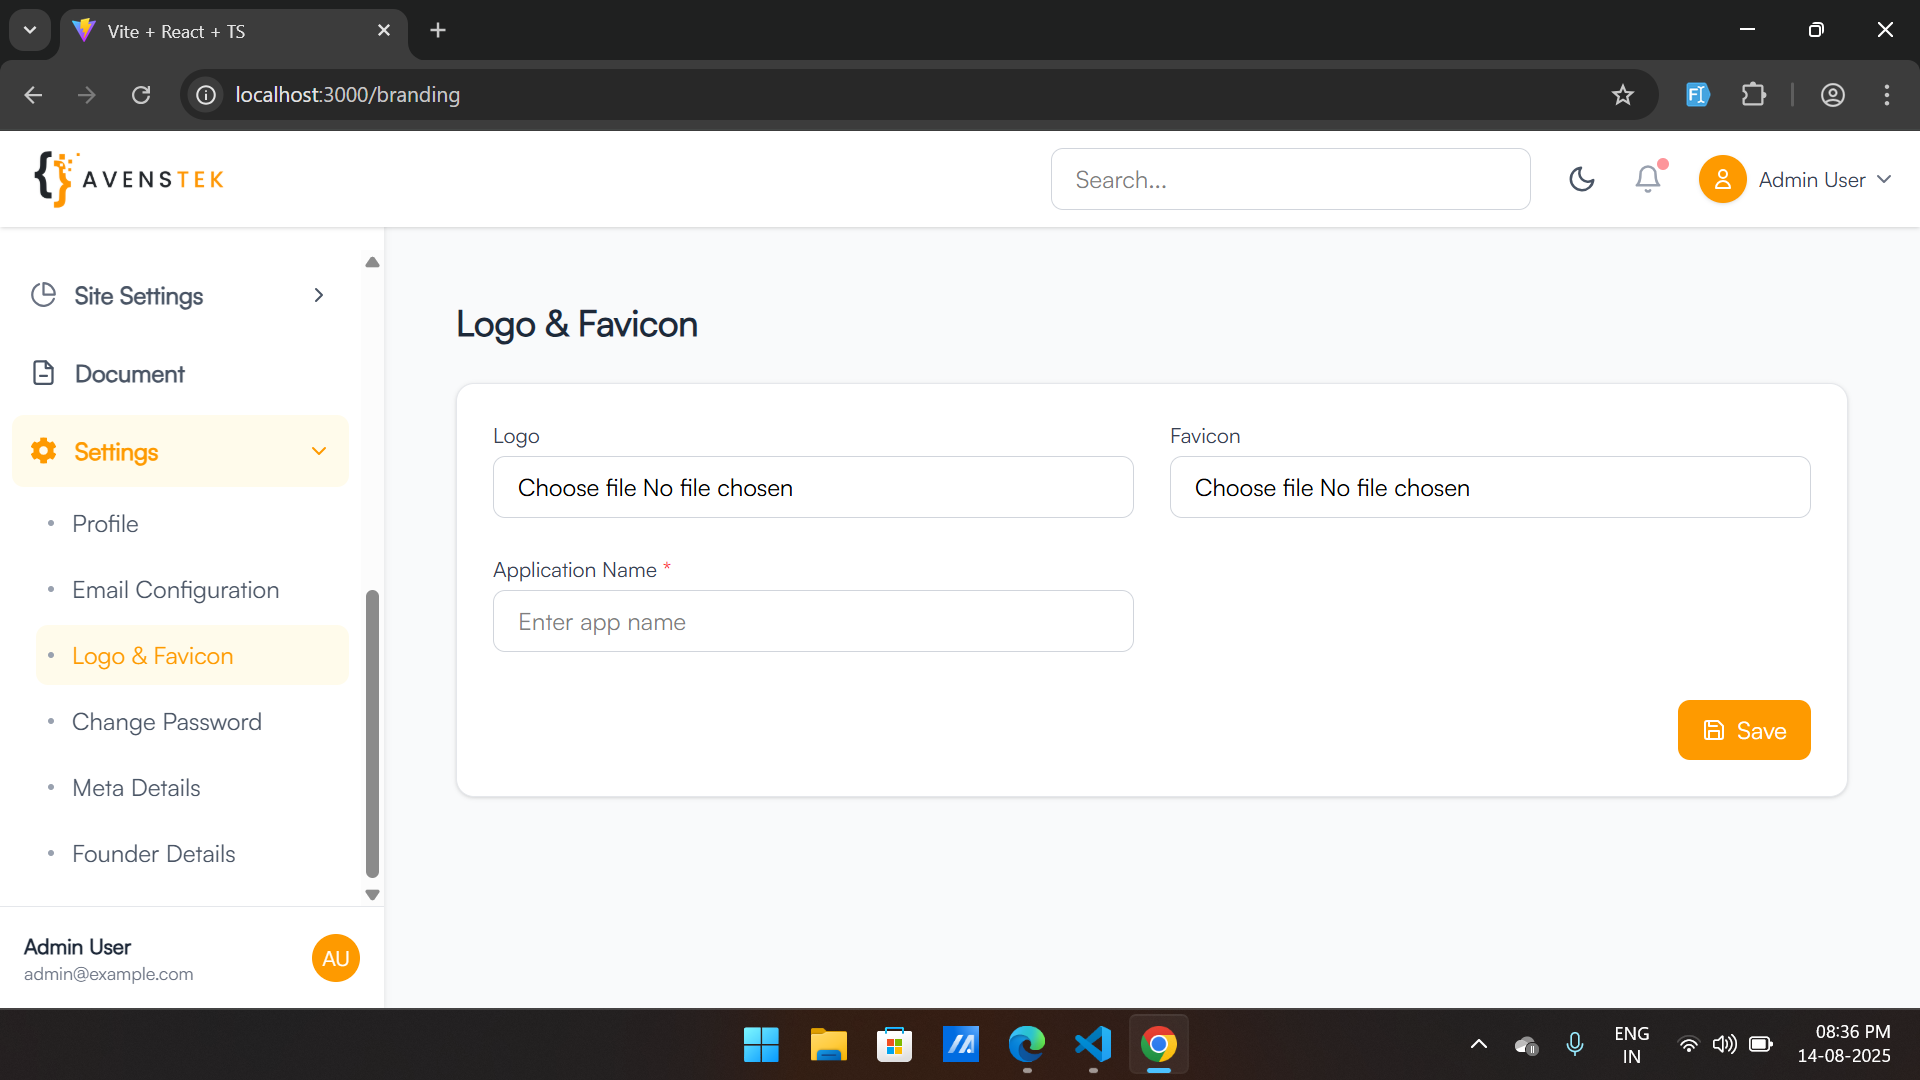 Vite + React + TS
localhost:3000/branding
AVENSTEK
Search...
Admin User
Site Settings
Document
Settings
Profile
Email Configuration
Logo & Favicon
Change Password
Meta Details
Founder Details
Admin User
admin@example.com
AU
Logo & Favicon
Logo
Favicon
Choose file No file chosen
Choose file No file chosen
Application Name *
Enter app name
Save
ENG
IN
08:36 PM
14-08-2025